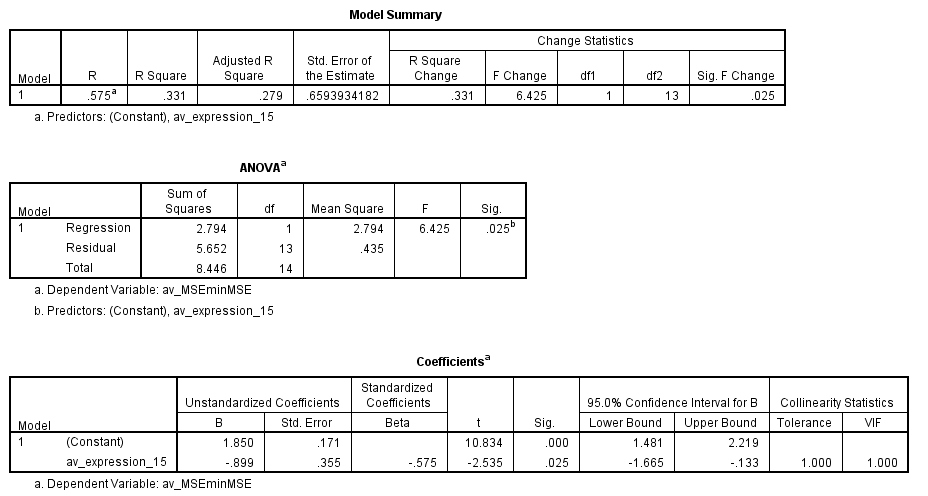 Model Summary
Change Statistics
Model R R Square Adjusted R Square Std. Error of the Estimate R Square Change F Change df1 df2 Sig. F Change
1 .575a .331 .279 .6593934182 .331 6.425 1 13 .025
a. Predictors: (Constant), av_expression_15
ANOVAa
Model Sum of Squares df Mean Square F Sig.
1 Regression 2.794 1 2.794 6.425 .025b
Residual 5.652 13 .435
Total 8.446 14
a. Dependent Variable: av_MSEminMSE
b. Predictors: (Constant), av_expression_15
Coefficientsa
Unstandardized Coefficients Standardized Coefficients 95.0% Confidence Interval for B Collinearity Statistics
Model B Std. Error Beta t Sig. Lower Bound Upper Bound Tolerance VIF
1 (Constant) 1.850 .171 10.834 .000 1.481 2.219
av_expression_15 -.899 .355 -.575 -2.535 .025 -1.665 -.133 1.000 1.000
a. Dependent Variable: av_MSEminMSE